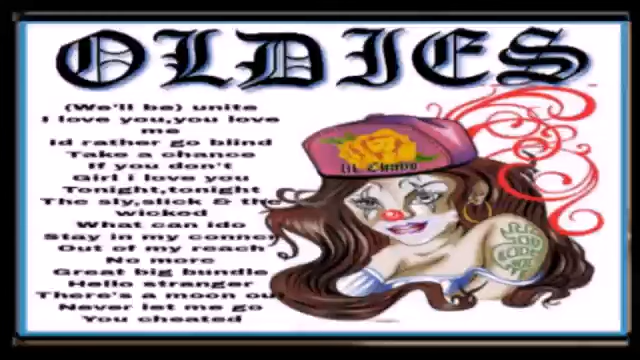 OLDIES
(We'll be) unite
I love you,you love
me
Id rather go blind
Take a chance
If you don't
Girl i love you
Tonight,tonight
The sly,slick & the
wicked
What can ido
Stay in my conner
Out of my reach
No more
Great big bundle
Hello stranger
There's a moon ou
Never let me go
You cheated